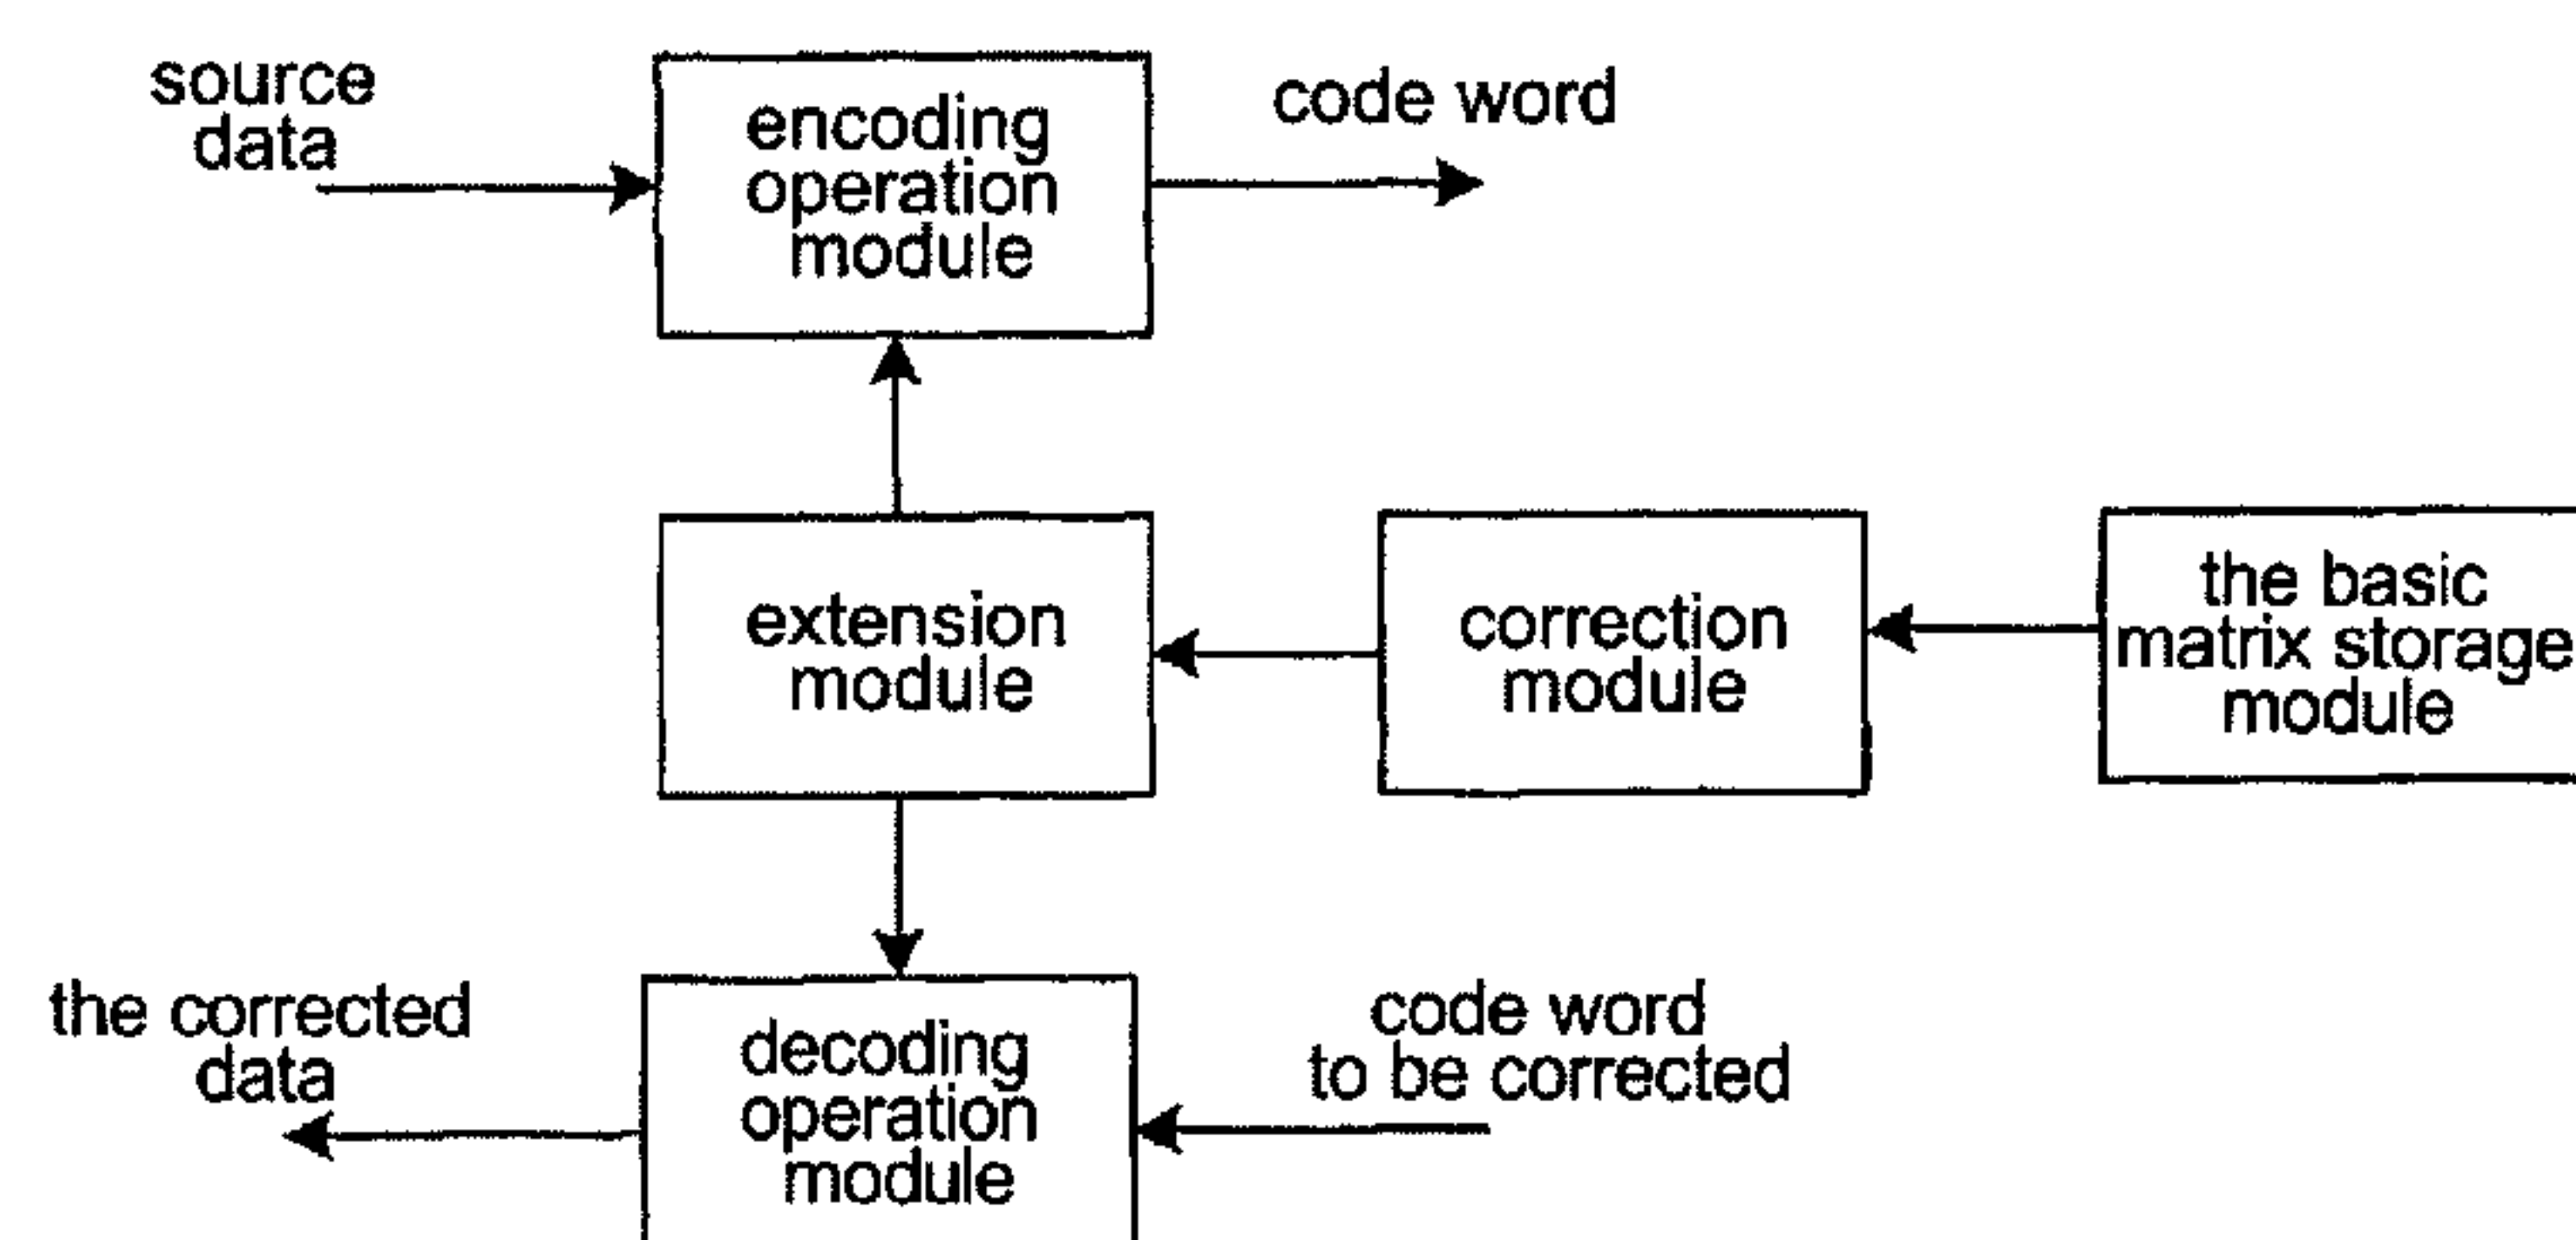 source
data
encoding
operation
module
code word
extension
module
correction
module
the basic
matrix storage
module
the corrected
data
decoding
operation
module
code word
to be corrected